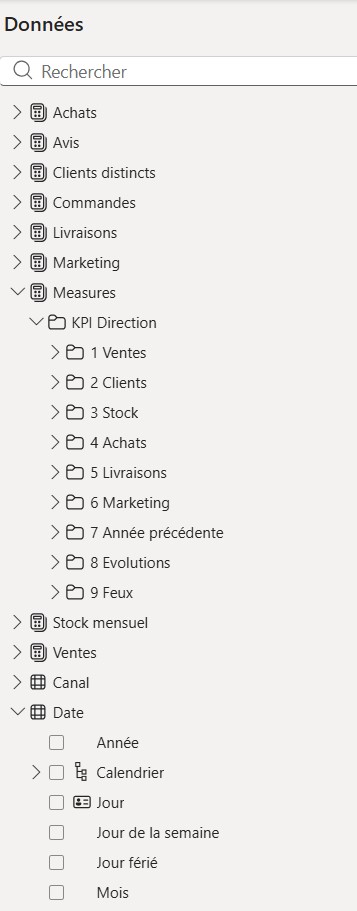 Données
Rechercher
Achats
Avis
Clients distincts
Commandes
Livraisons
Marketing
Measures
KPI Direction
1 Ventes
2 Clients
3 Stock
4 Achats
5 Livraisons
6 Marketing
7 Année précédente
8 Evolutions
9 Feux
Stock mensuel
Ventes
Canal
Date
Année
Calendrier
Jour
Jour de la semaine
Jour férié
Mois